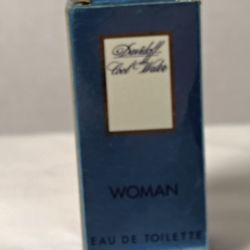 Davidoff
Cool Water
WOMAN
EAU DE TOILETTE